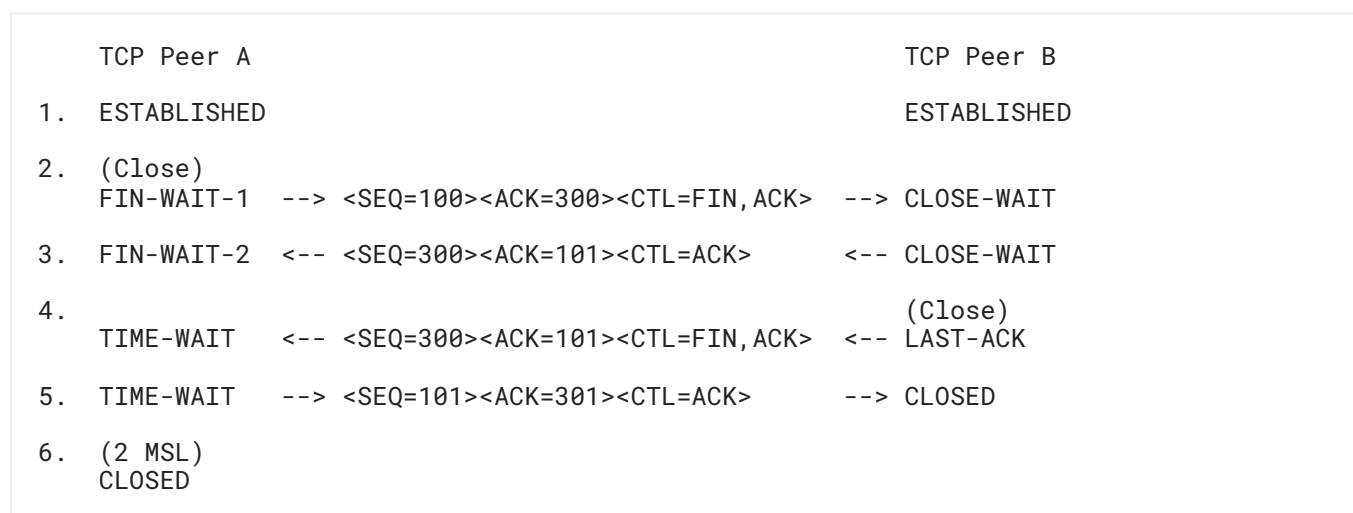 TCP Peer A                                           TCP Peer B
1.  ESTABLISHED                                          ESTABLISHED
2.  (Close)
    FIN-WAIT-1  --> <SEQ=100><ACK=300><CTL=FIN,ACK>  --> CLOSE-WAIT
3.  FIN-WAIT-2  <-- <SEQ=300><ACK=101><CTL=ACK>      <-- CLOSE-WAIT
4.                                                       (Close)
    TIME-WAIT   <-- <SEQ=300><ACK=101><CTL=FIN,ACK>  <-- LAST-ACK
5.  TIME-WAIT   --> <SEQ=101><ACK=301><CTL=ACK>      --> CLOSED
6.  (2 MSL)
    CLOSED